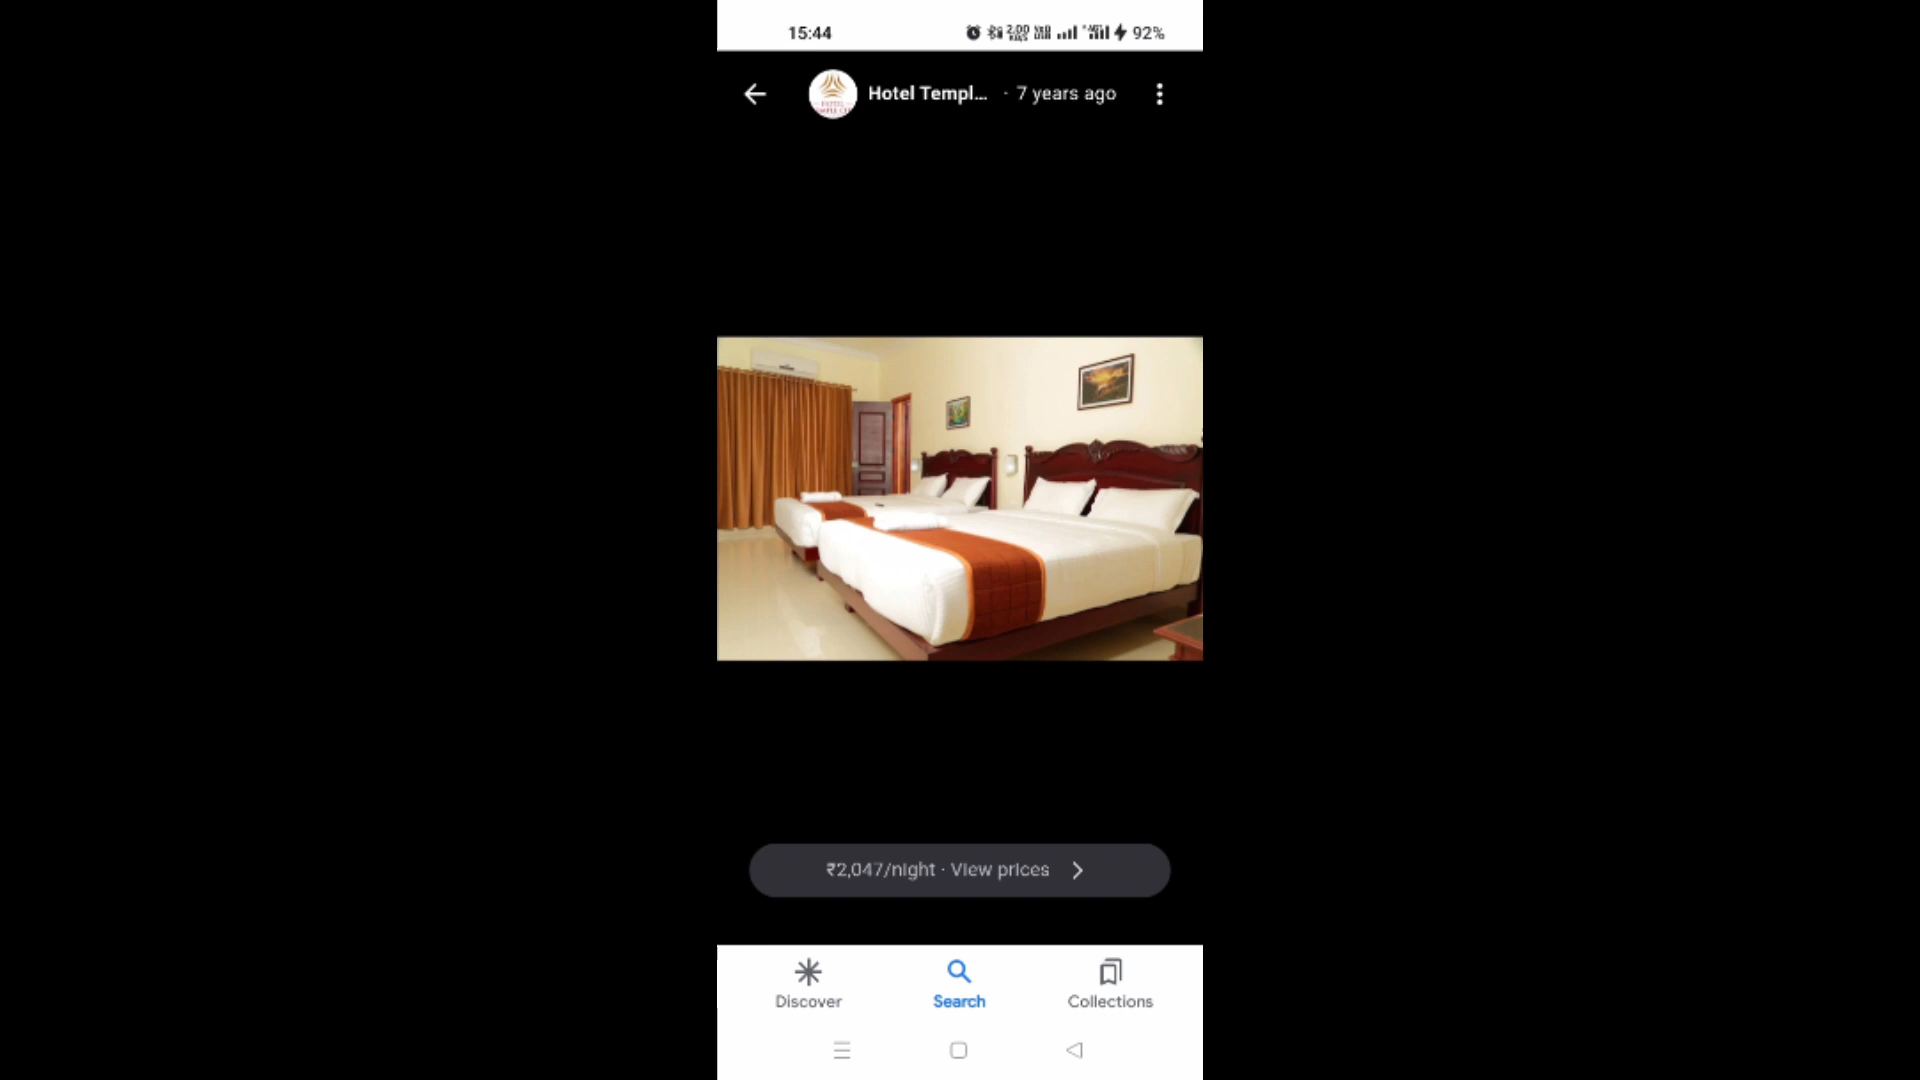 15:44
92%
Hotel Templ... · 7 years ago
₹2,047/night · View prices
Discover
Search
Collections